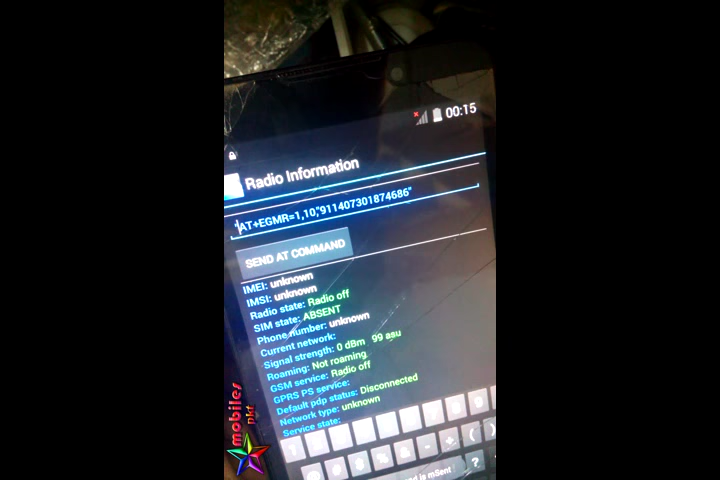 00:15
Radio Information
AT+EGMR=1,10,"911407301874686"
SEND AT COMMAND
IMEI: unknown
IMSI: unknown
Radio state: Radio off
SIM state: ABSENT
Phone number: unknown
Current network:
Signal strength: 0 dBm 99 asu
Roaming: Not roaming
GSM service: Radio off
GPRS PS service:
Default pdp status: Disconnected
Network type: unknown
Service state:
mobiles